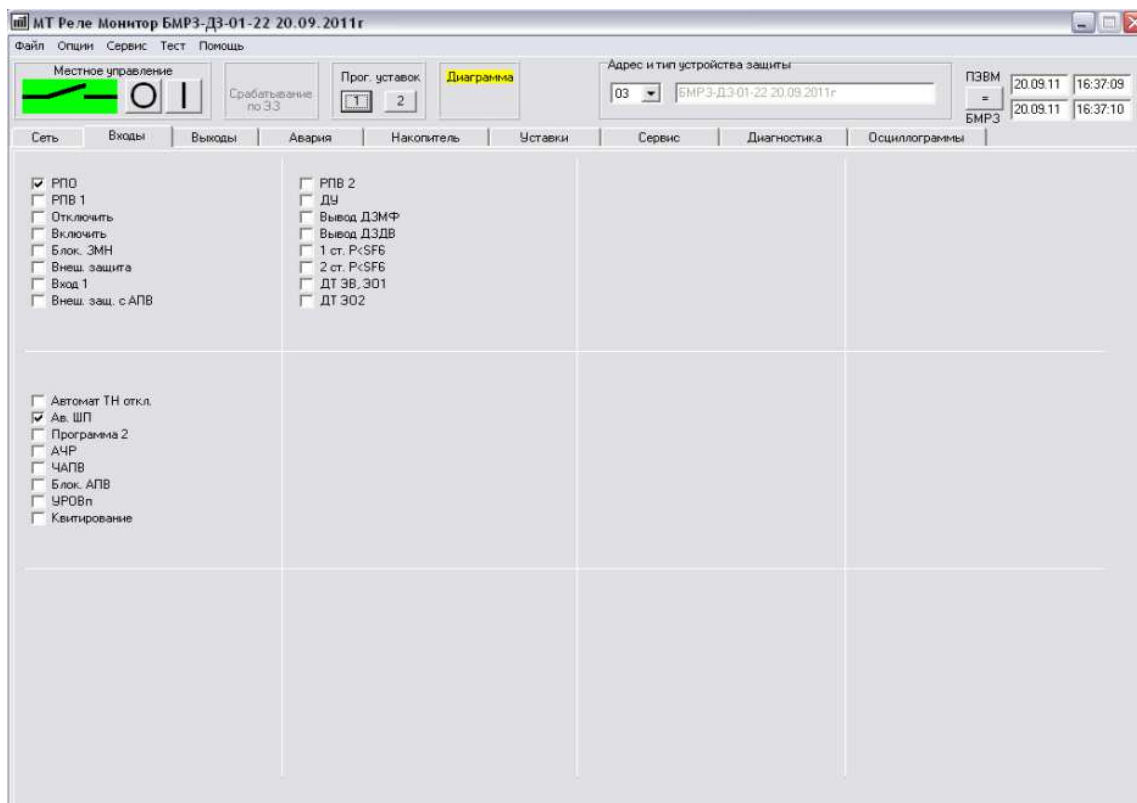 МТ Реле Монитор БМРЗ-ДЗ-01-22 20.09.2011г
Файл Опции Сервис Тест Помощь
Местное управление
Срабатывание по ЗЗ
Прог. уставок
1 2
Диаграмма
Адрес и тип устройства защиты
03 БМРЗ-ДЗ-01-22 20.09.2011г
ПЭВМ 20.09.11 16:37:09
=
БМРЗ 20.09.11 16:37:10
Сеть Входы Выходы Авария Накопитель Уставки Сервис Диагностика Осциллограммы
РПО
РПВ 1
Отключить
Включить
Блок. ЗМН
Внеш. защита
Вход 1
Внеш. защ. с АПВ
РПВ 2
ДУ
Вывод ДЗМФ
Вывод ДЗДВ
1 ст. P<SF6
2 ст. P<SF6
ДТ ЭВ, ЭО1
ДТ ЭО2
Автомат ТН откл.
Ав. ШП
Программа 2
АЧР
ЧАПВ
Блок. АПВ
УРОВп
Квитирование